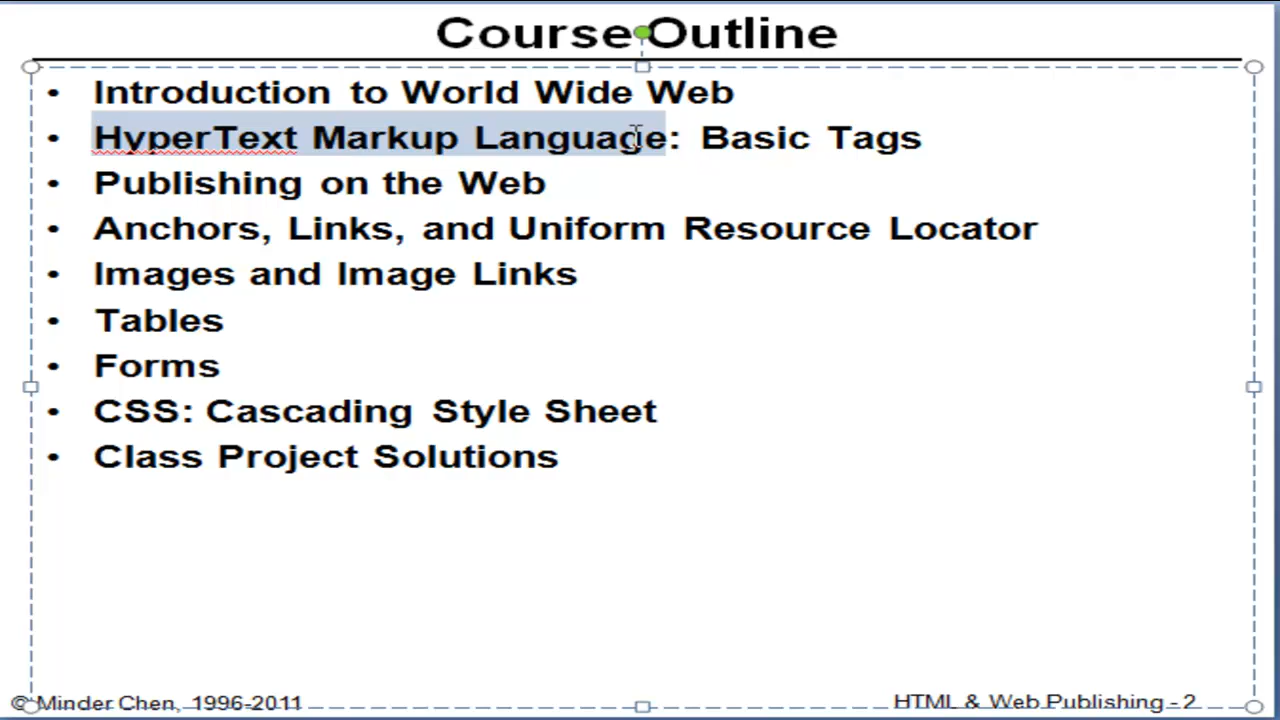 Course Outline
• Introduction to World Wide Web
• HyperText Markup Language: Basic Tags
• Publishing on the Web
• Anchors, Links, and Uniform Resource Locator
• Images and Image Links
• Tables
• Forms
• CSS: Cascading Style Sheet
• Class Project Solutions
© Minder Chen, 1996-2011
HTML & Web Publishing - 2